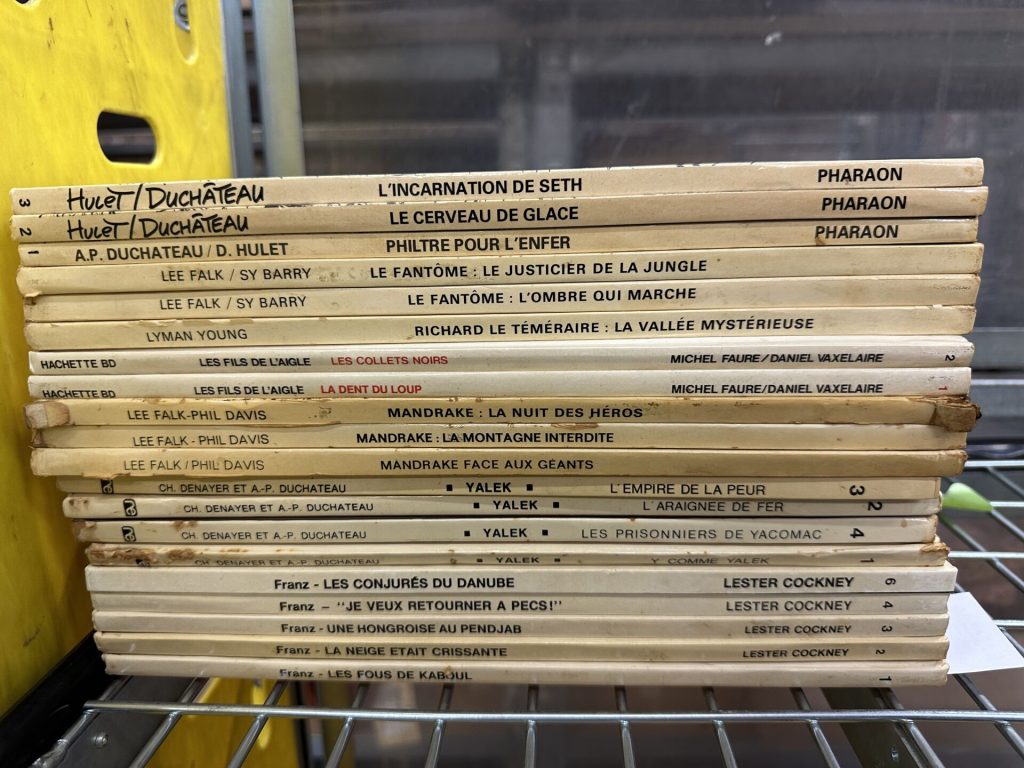 3 HULET/DUCHÂTEAU L'INCARNATION DE SETH PHARAON
2 HULET/DUCHÂTEAU LE CERVEAU DE GLACE PHARAON
1 A.P. DUCHATEAU / D. HULET PHILTRE POUR L'ENFER PHARAON
LEE FALK / SY BARRY LE FANTÔME : LE JUSTICIER DE LA JUNGLE
LEE FALK / SY BARRY LE FANTÔME : L'OMBRE QUI MARCHE
LYMAN YOUNG RICHARD LE TÉMÉRAIRE : LA VALLÉE MYSTÉRIEUSE
HACHETTE BD LES FILS DE L'AIGLE LES COLLETS NOIRS MICHEL FAURE/DANIEL VAXELAIRE 2
HACHETTE BD LES FILS DE L'AIGLE LA DENT DU LOUP MICHEL FAURE/DANIEL VAXELAIRE 1
LEE FALK-PHIL DAVIS MANDRAKE : LA NUIT DES HÉROS
LEE FALK - PHIL DAVIS MANDRAKE : LA MONTAGNE INTERDITE
LEE FALK / PHIL DAVIS MANDRAKE FACE AUX GÉANTS
CH. DENAYER ET A.-P. DUCHATEAU ▪ YALEK ▪ L'EMPIRE DE LA PEUR 3
CH. DENAYER ET A.-P. DUCHATEAU ▪ YALEK ▪ L'ARAIGNEE DE FER 2
CH. DENAYER ET A.-P. DUCHATEAU ▪ YALEK ▪ LES PRISONNIERS DE YACOMAC 4
CH. DENAYER ET A.-P. DUCHATEAU ▪ YALEK ▪ Y COMME YALEK 1
Franz - LES CONJURÉS DU DANUBE LESTER COCKNEY 6
Franz - "JE VEUX RETOURNER A PECS!" LESTER COCKNEY 4
Franz - UNE HONGROISE AU PENDJAB LESTER COCKNEY 3
Franz - LA NEIGE ETAIT CRISSANTE LESTER COCKNEY 2
Franz - LES FOUS DE KABOUL 1